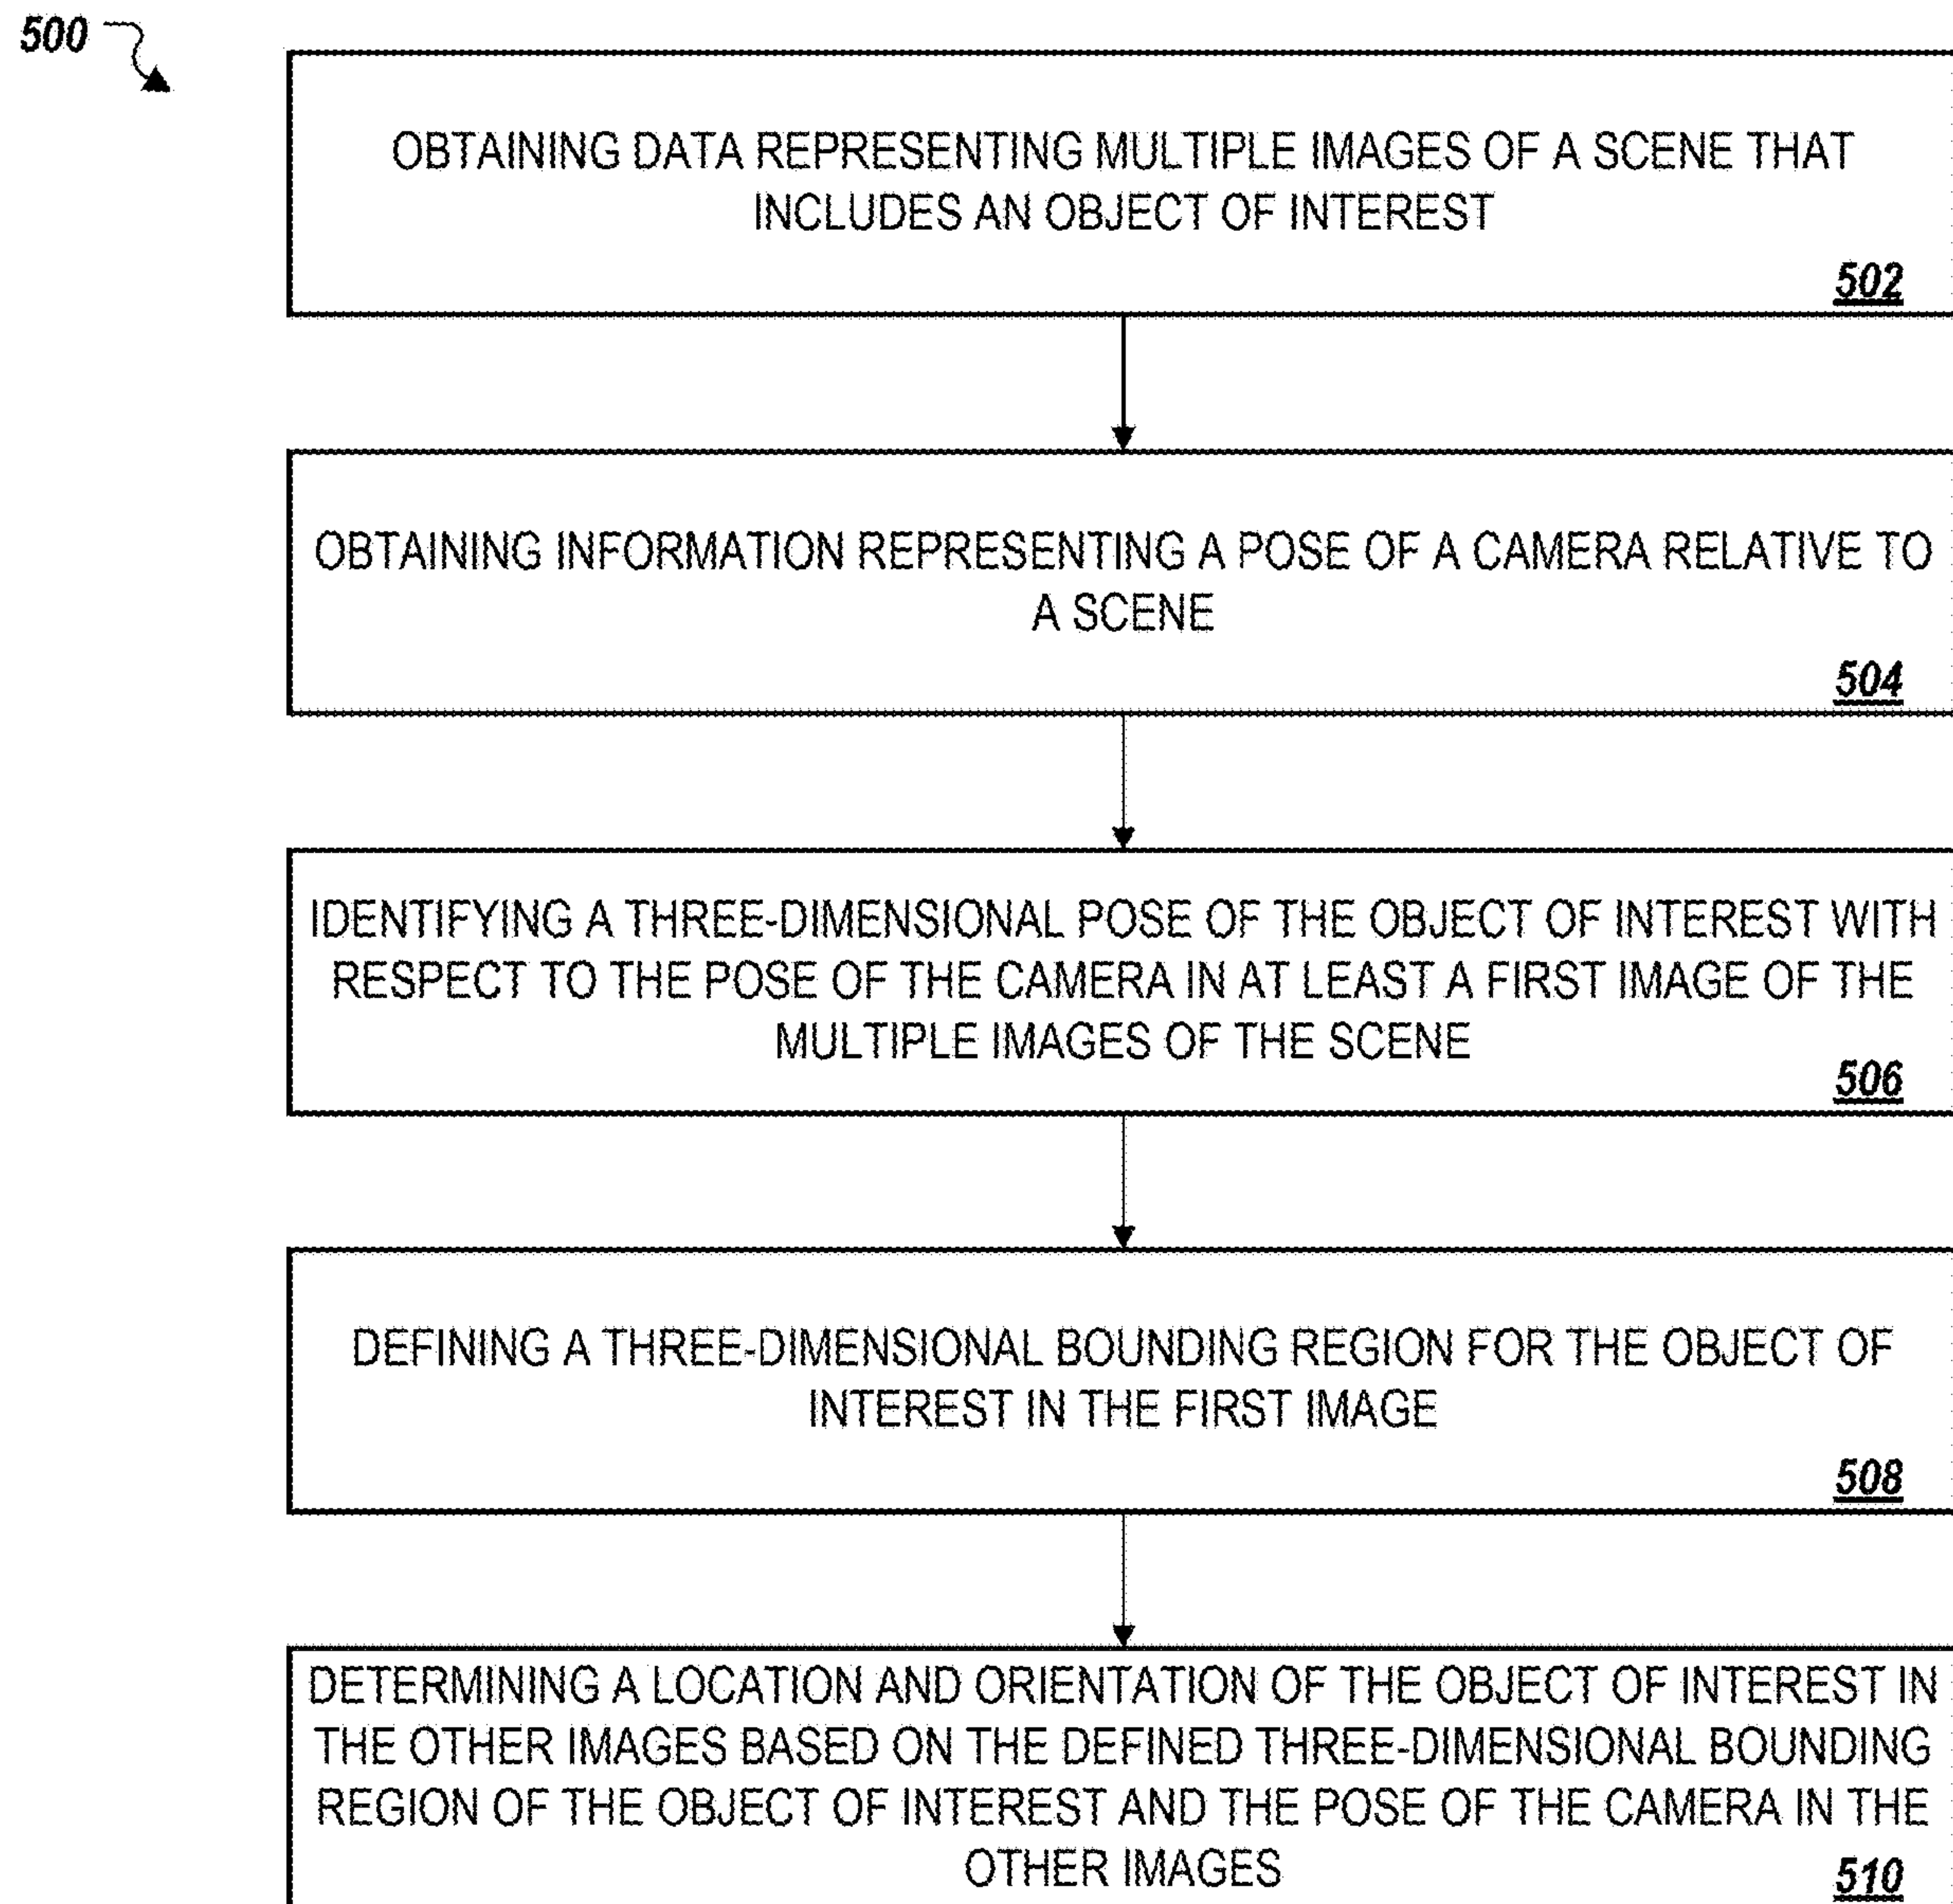 500
OBTAINING DATA REPRESENTING MULTIPLE IMAGES OF A SCENE THAT
INCLUDES AN OBJECT OF INTEREST
502
OBTAINING INFORMATION REPRESENTING A POSE OF A CAMERA RELATIVE TO
A SCENE
504
IDENTIFYING A THREE-DIMENSIONAL POSE OF THE OBJECT OF INTEREST WITH
RESPECT TO THE POSE OF THE CAMERA IN AT LEAST A FIRST IMAGE OF THE
MULTIPLE IMAGES OF THE SCENE
506
DEFINING A THREE-DIMENSIONAL BOUNDING REGION FOR THE OBJECT OF
INTEREST IN THE FIRST IMAGE
508
DETERMINING A LOCATION AND ORIENTATION OF THE OBJECT OF INTEREST IN
THE OTHER IMAGES BASED ON THE DEFINED THREE-DIMENSIONAL BOUNDING
REGION OF THE OBJECT OF INTEREST AND THE POSE OF THE CAMERA IN THE
OTHER IMAGES
510